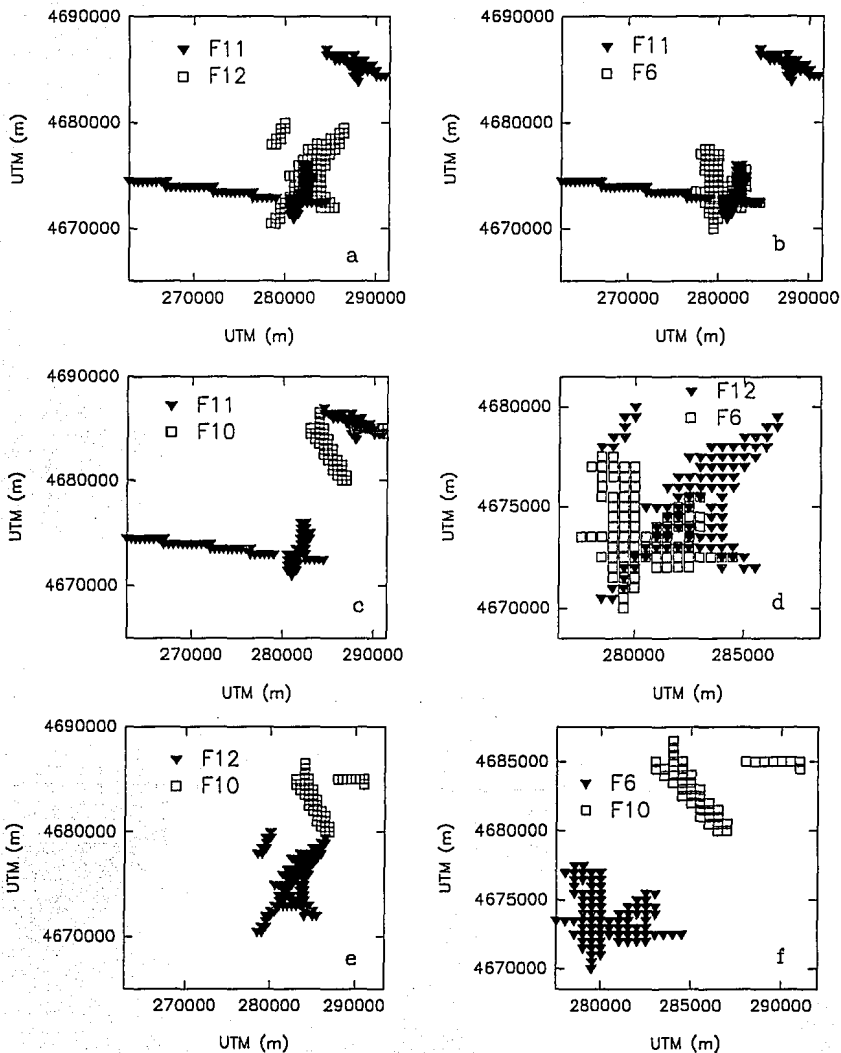 4690000
F11
F12
UTM (m)
4680000
4670000
a
270000 280000 290000
UTM (m)
4690000
F11
F6
UTM (m)
4680000
4670000
b
270000 280000 290000
UTM (m)
4690000
F11
F10
UTM (m)
4680000
4670000
c
270000 280000 290000
UTM (m)
F12
F6
4680000
UTM (m)
4675000
4670000
d
280000 285000
UTM (m)
4690000
F12
F10
UTM (m)
4680000
4670000
e
270000 280000 290000
UTM (m)
4685000
F6
F10
UTM (m)
4680000
4675000
4670000
f
280000 285000 290000
UTM (m)